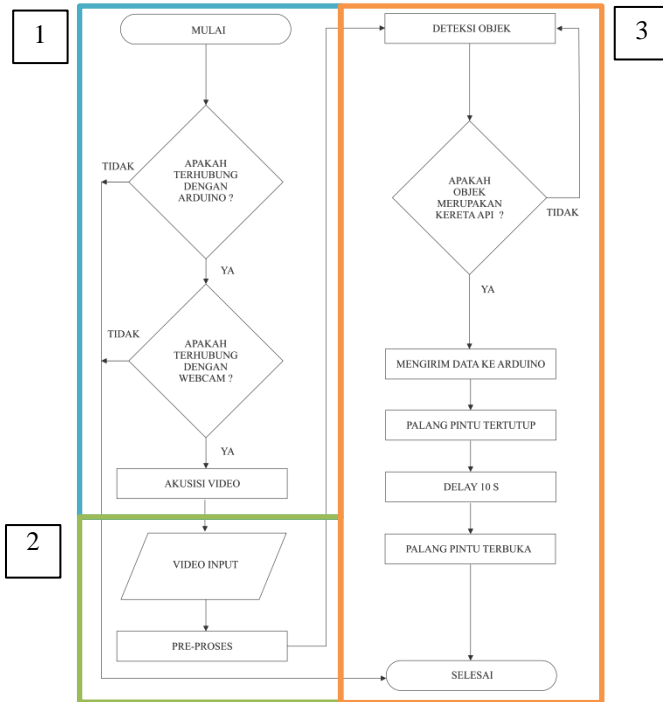 1
MULAI
TIDAK
APAKAH
TERHUBUNG
DENGAN
ARDUINO ?
YA
TIDAK
APAKAH
TERHUBUNG
DENGAN
WEBCAM ?
YA
AKUSISI VIDEO
2
VIDEO INPUT
PRE-PROSES
3
DETEKSI OBJEK
APAKAH
OBJEK
MERUPAKAN
KERETA API ?
TIDAK
YA
MENGIRIM DATA KE ARDUINO
PALANG PINTU TERTUTUP
DELAY 10 S
PALANG PINTU TERBUKA
SELESAI